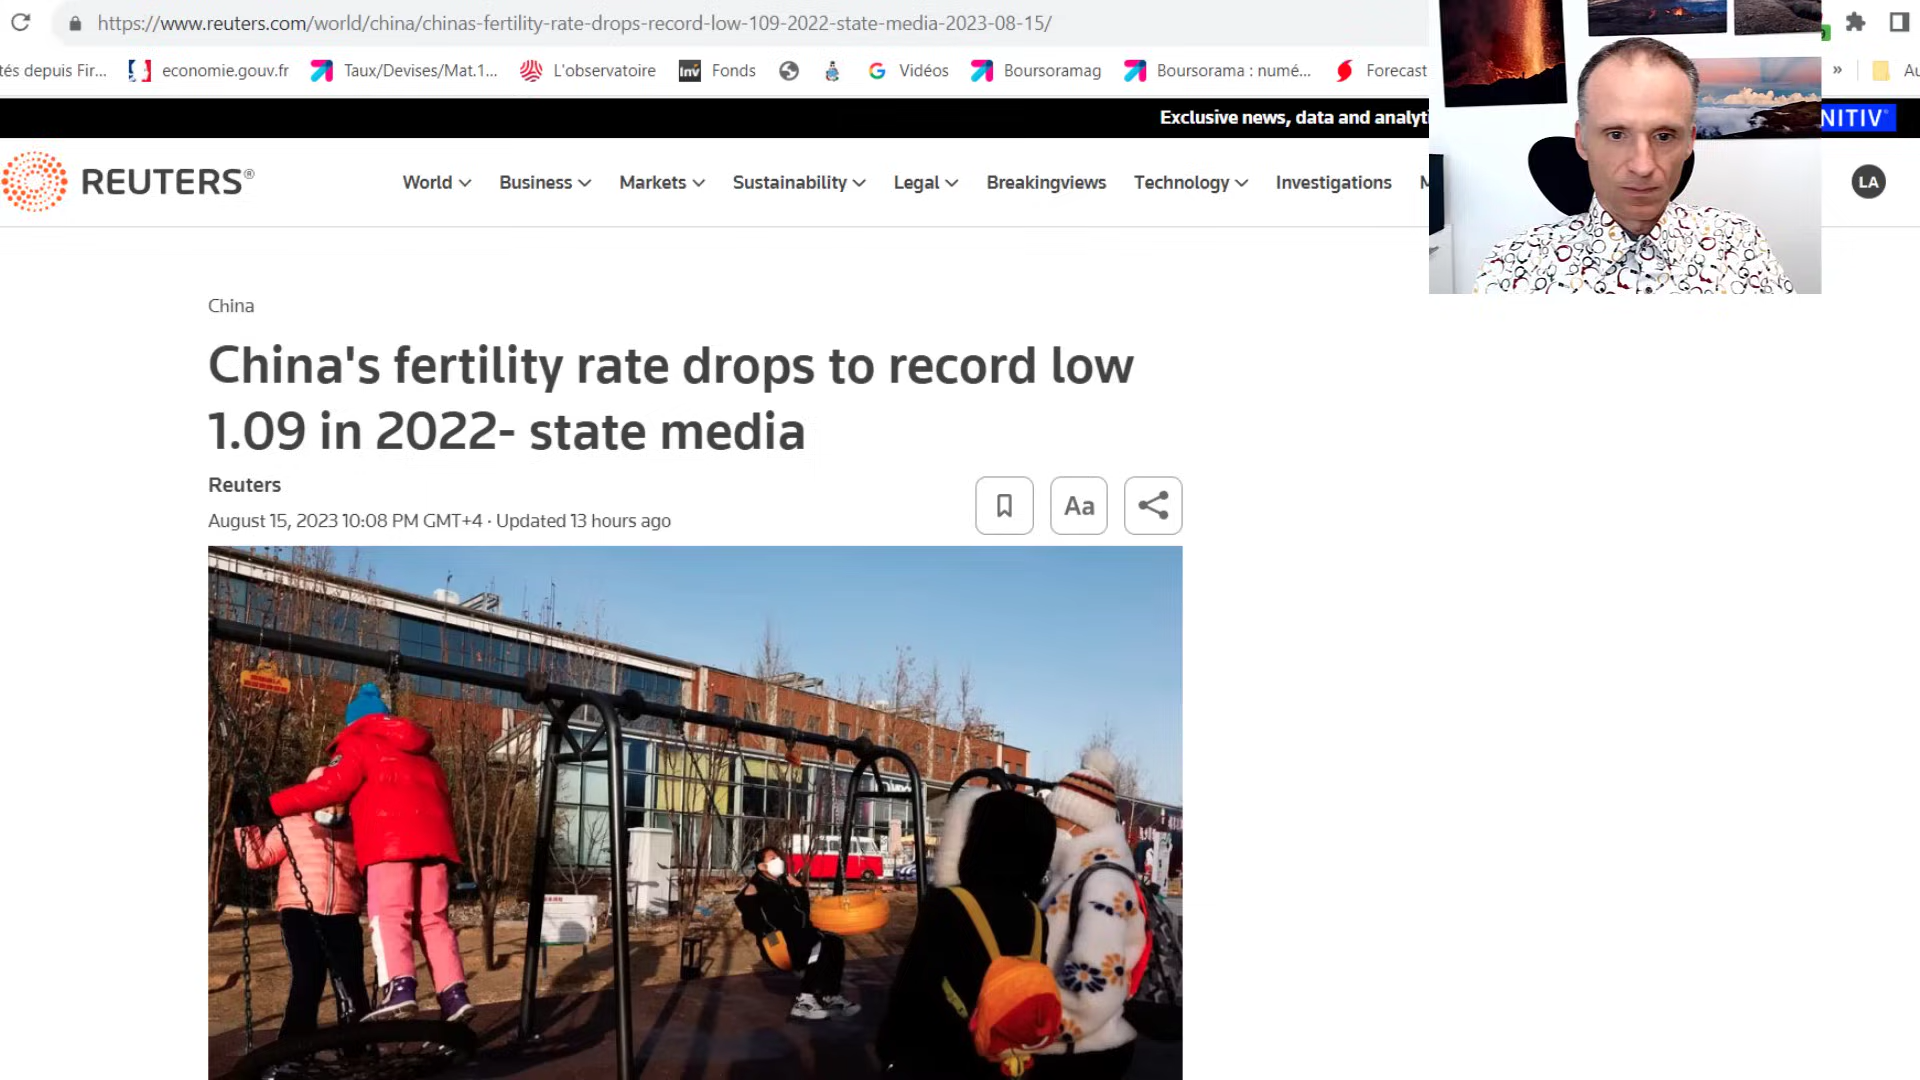 https://www.reuters.com/world/china/chinas-fertility-rate-drops-record-low-109-2022-state-media-2023-08-15/
tés depuis Fir... economie.gouv.fr Taux/Devises/Mat.1... L'observatoire Inv Fonds Vidéos Boursoramag Boursorama : numé... Forecast » Au
Exclusive news, data and analyti NITIV
REUTERS® World Business Markets Sustainability Legal Breakingviews Technology Investigations M LA
China
China's fertility rate drops to record low
1.09 in 2022- state media
Reuters
August 15, 2023 10:08 PM GMT+4 · Updated 13 hours ago
Aa